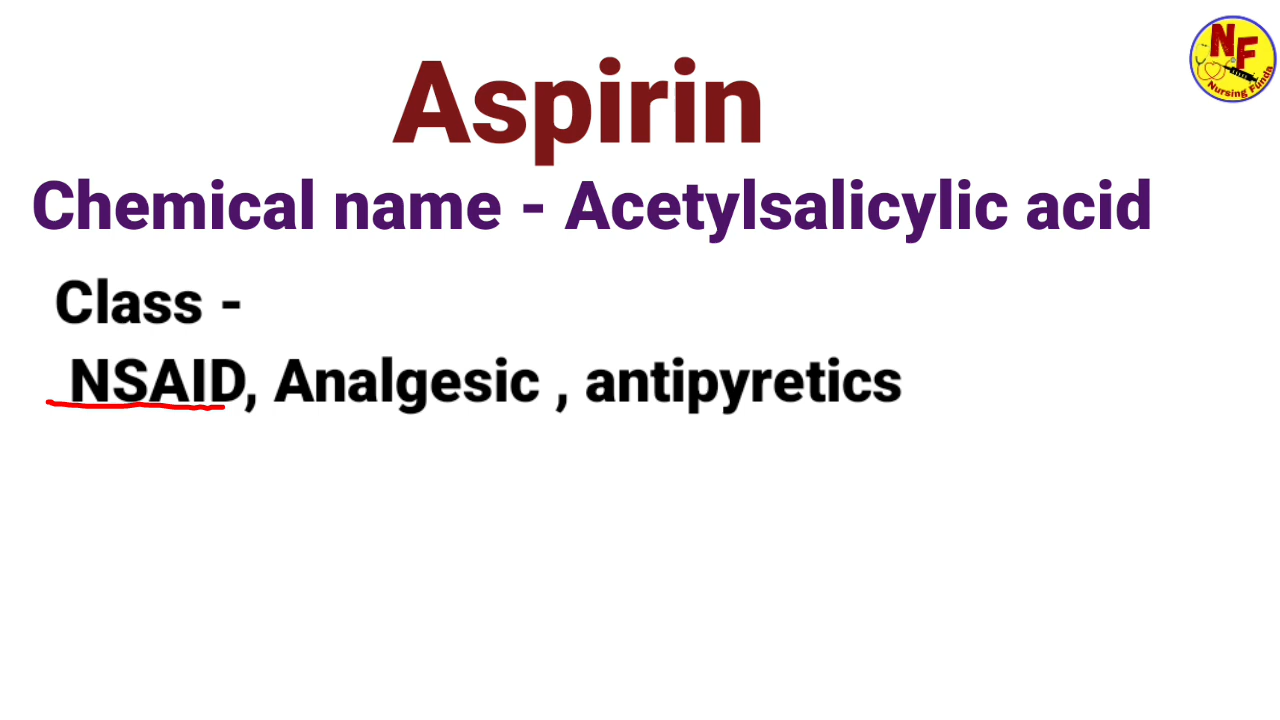 NF
Nursing Funda
Aspirin
Chemical name - Acetylsalicylic acid
Class -
NSAID, Analgesic , antipyretics